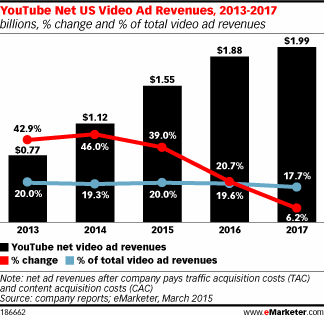 YouTube Net US Video Ad Revenues, 2013-2017
billions, % change and % of total video ad revenues
$1.99
$1.88
$1.55
$1.12
42.9%
$0.77
46.0%
39.0%
20.7%
17.7%
20.0%
19.3%
20.0%
19.6%
6.2%
2013 2014 2015 2016 2017
YouTube net video ad revenues
% change % of total video ad revenues
Note: net ad revenues after company pays traffic acquisition costs (TAC)
and content acquisition costs (CAC)
Source: company reports; eMarketer, March 2015
186662 www.eMarketer.com